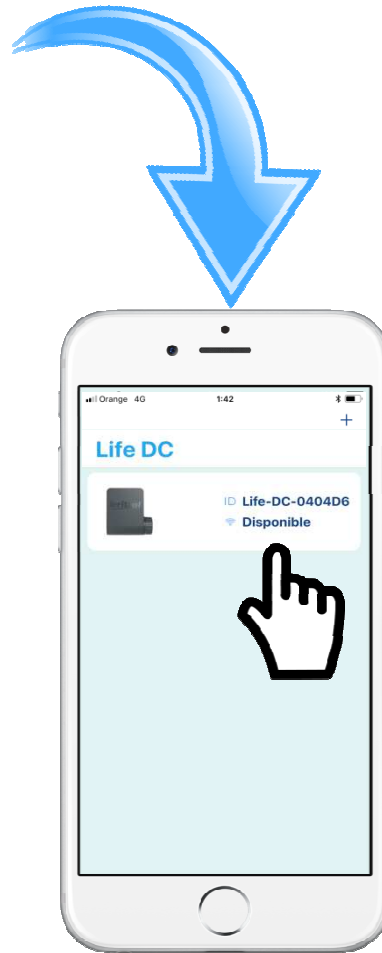 Orange 4G 1:42
+
Life DC
ID Life-DC-0404D6
Disponible